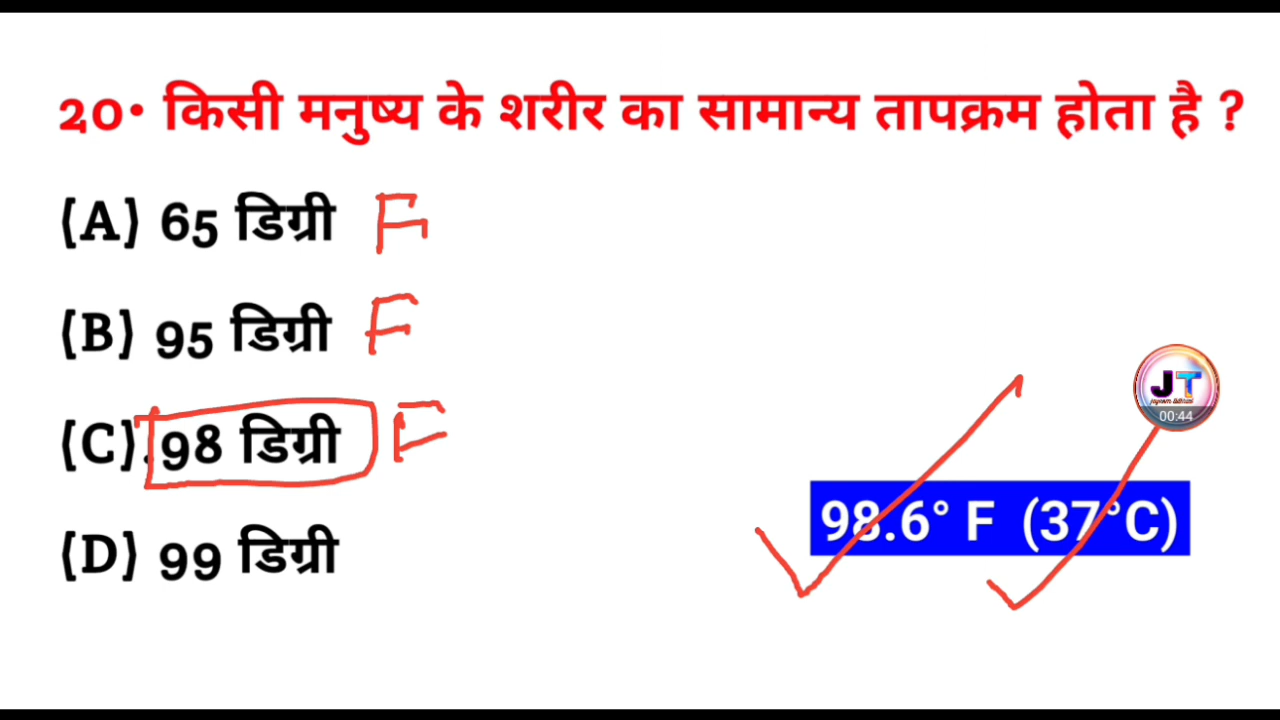 20• किसी मनुष्य के शरीर का सामान्य तापक्रम होता है ?
(A) 65 डिग्री F
(B) 95 डिग्री F
(C). 98 डिग्री F
(D) 99 डिग्री
JT
00:44
98.6° F (37°C)